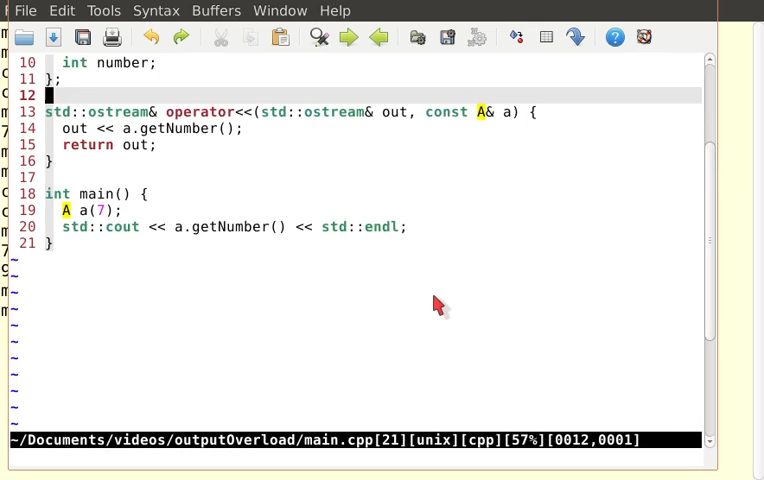 File Edit Tools Syntax Buffers Window Help
10 int number;
11 };
12
13 std::ostream& operator<<(std::ostream& out, const A& a) {
14 out << a.getNumber();
15 return out;
16 }
17
18 int main() {
19 A a(7);
20 std::cout << a.getNumber() << std::endl;
21 }
~
~
~
~
~
~
~
~
~
~
~
~/Documents/videos/outputOverload/main.cpp[21][unix][cpp][57%][0012,0001]